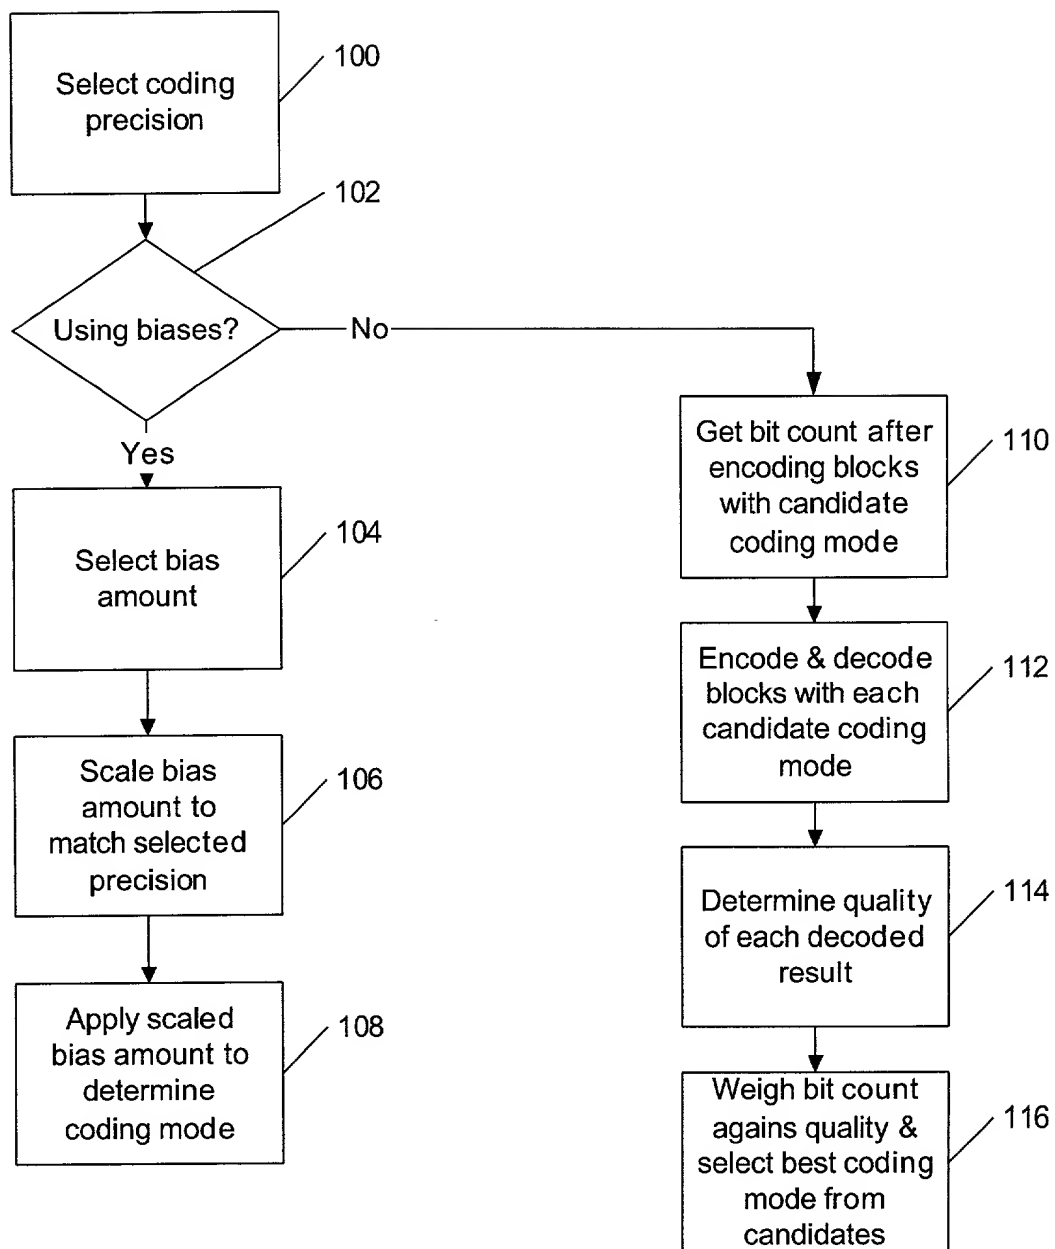 Select coding
precision
100
102
Using biases?
No
Yes
Select bias
amount
104
Scale bias
amount to
match selected
precision
106
Apply scaled
bias amount to
determine
coding mode
108
Get bit count after
encoding blocks
with candidate
coding mode
110
Encode & decode
blocks with each
candidate coding
mode
112
Determine quality
of each decoded
result
114
Weigh bit count
agains quality &
select best coding
mode from
candidates
116